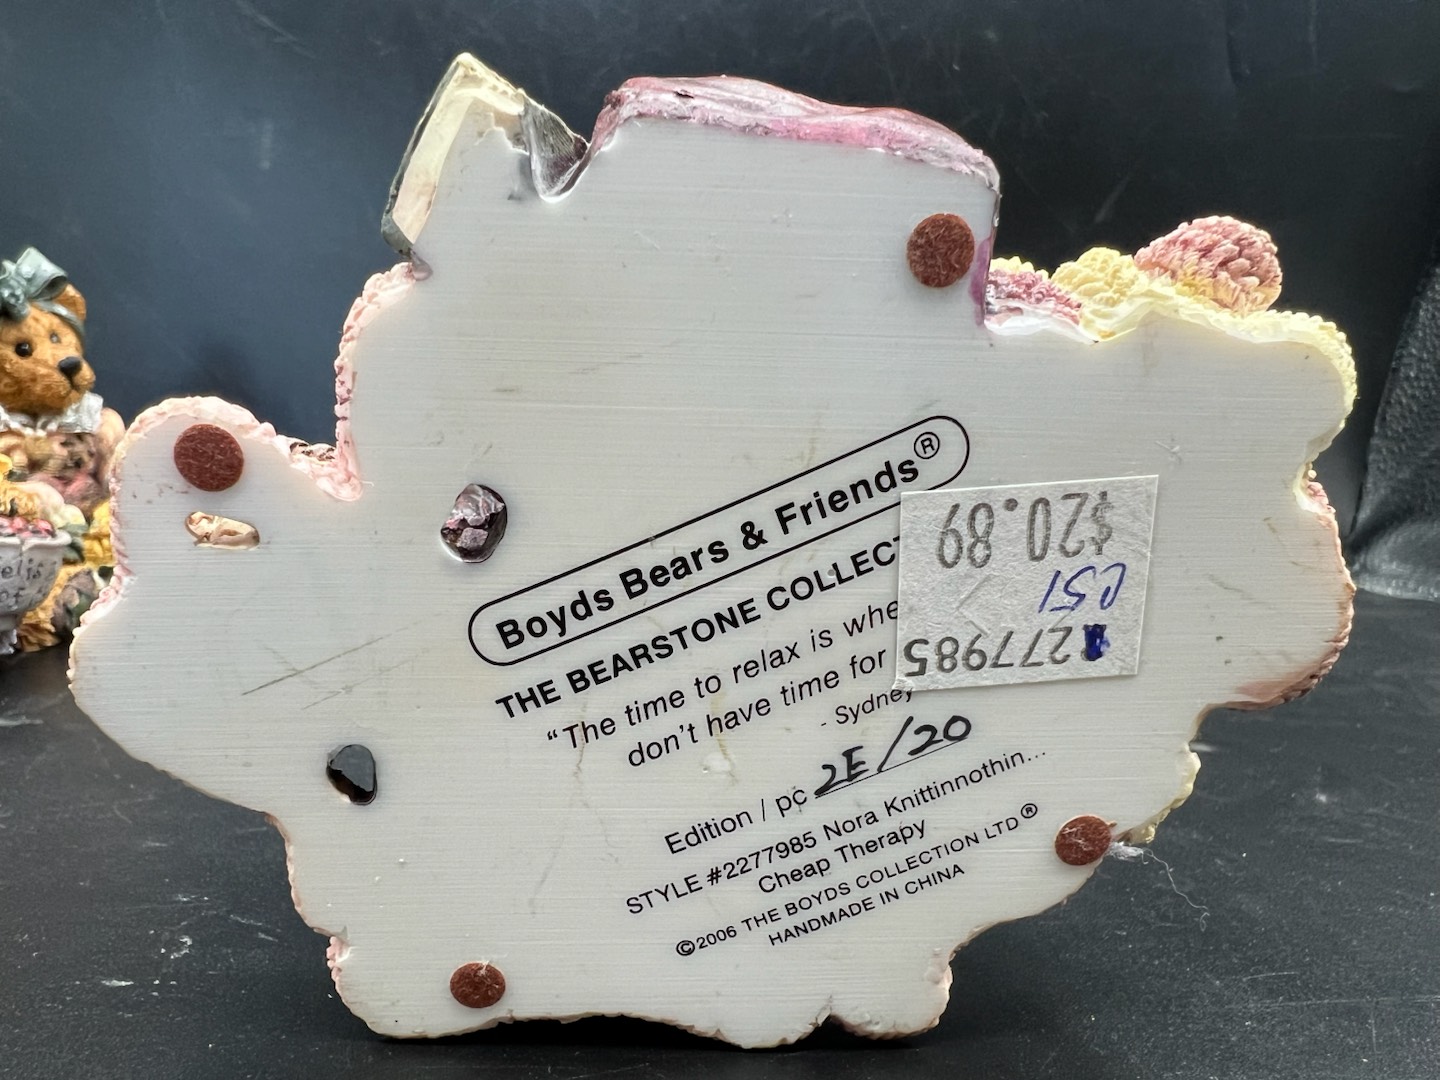 Boyds Bears & Friends®
THE BEARSTONE COLLECT
“The time to relax is whe
don't have time for
- Sydney
Edition / pc 2E/20
STYLE #2277985 Nora Knittinnothin...
Cheap Therapy
©2006 THE BOYDS COLLECTION LTD®
HANDMADE IN CHINA
277985
C51
$20.89